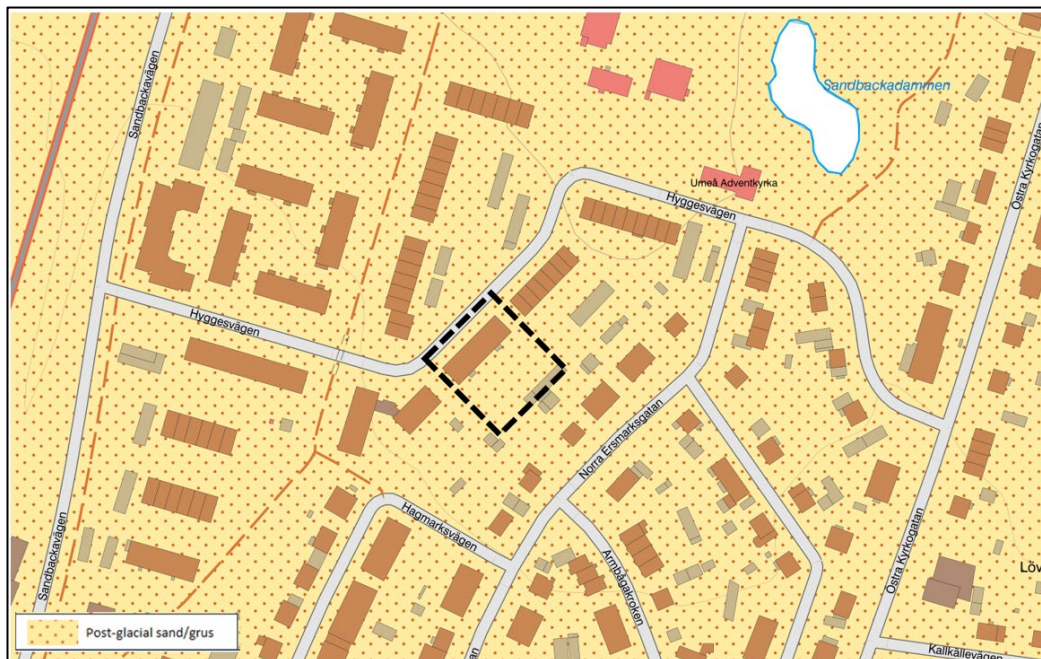 Sandbackavägen
Sandbackadammen
Umeå Adventkyrka
Hyggesvägen
Östra Kyrkogatan
Hyggesvägen
Norra Ersmarksgatan
Hagmarksvägen
Armbågakroken
Sandbackavägen
Östra Kyrkogatan
Löv
Kallkällevägen
Post-glacial sand/grus